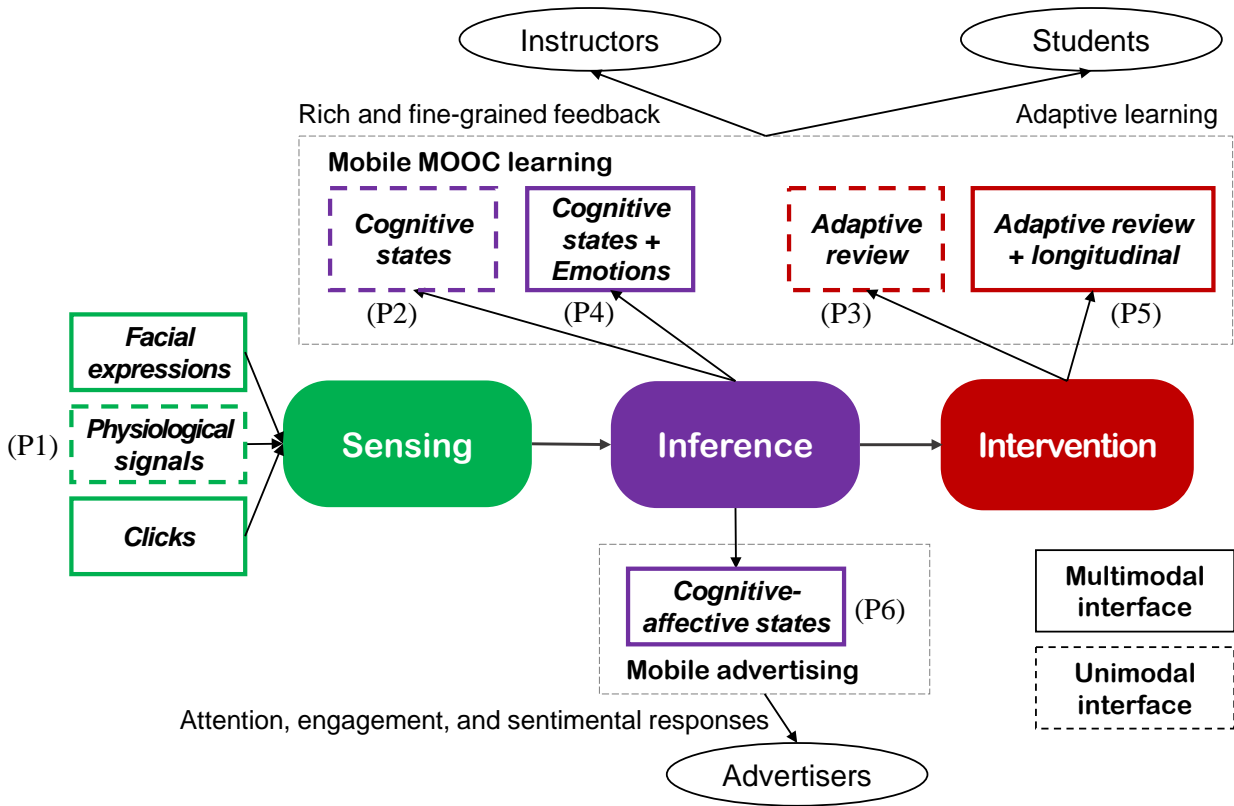 Instructors
Students
Rich and fine-grained feedback
Adaptive learning
Mobile MOOC learning
Cognitive
states
(P2)
Cognitive
states +
Emotions
(P4)
Adaptive
review
(P3)
Adaptive review
+ longitudinal
(P5)
Facial
expressions
(P1)
Physiological
signals
Clicks
Sensing
Inference
Intervention
Cognitive-
affective states
(P6)
Mobile advertising
Multimodal
interface
Unimodal
interface
Attention, engagement, and sentimental responses
Advertisers